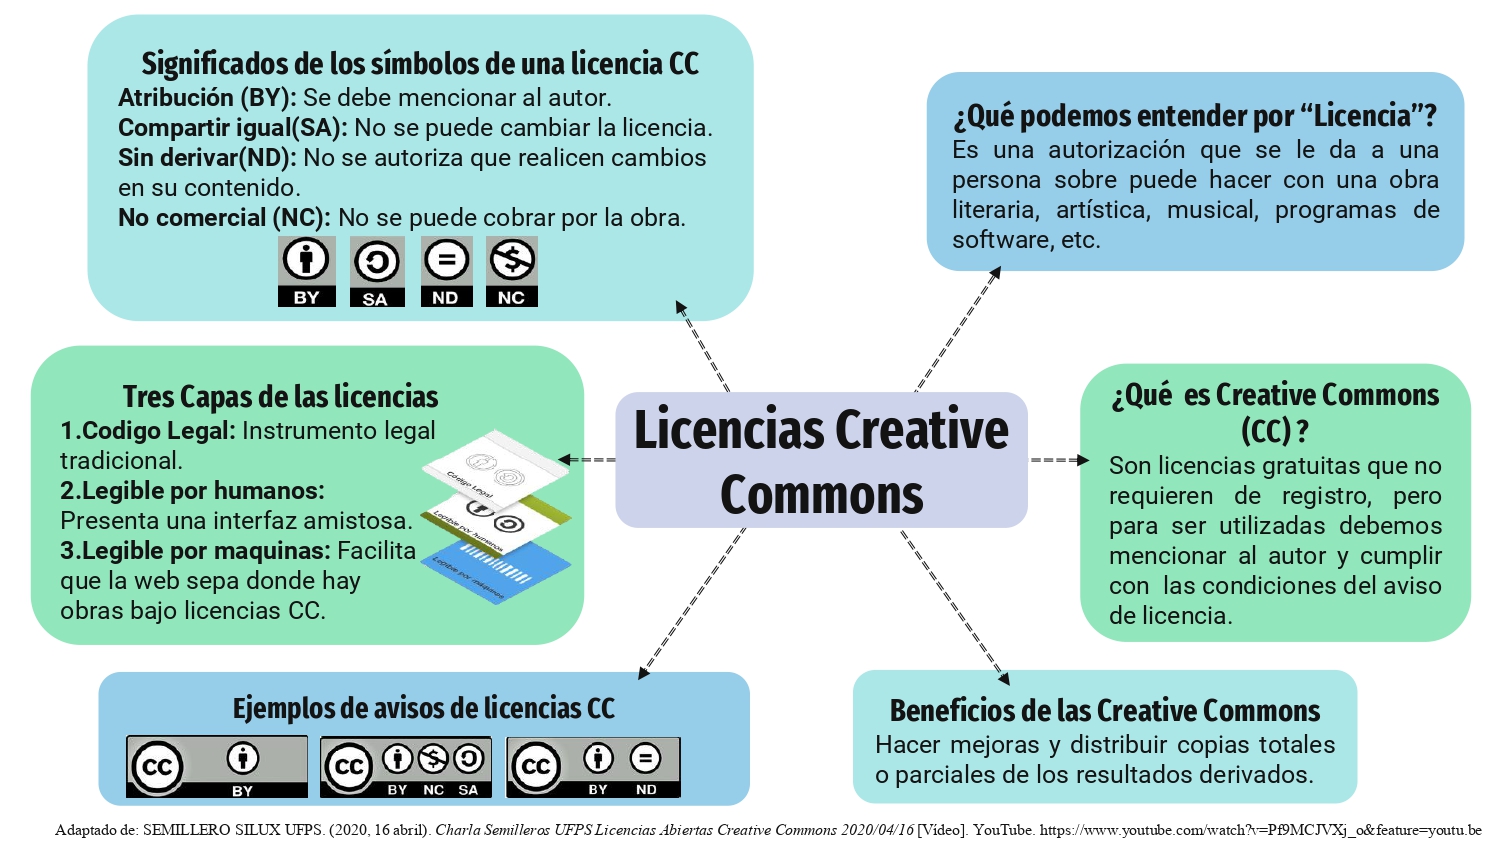 Significados de los símbolos de una licencia CC
Atribución (BY): Se debe mencionar al autor.
Compartir igual(SA): No se puede cambiar la licencia.
Sin derivar(ND): No se autoriza que realicen cambios
en su contenido.
No comercial (NC): No se puede cobrar por la obra.
BY SA ND NC
¿Qué podemos entender por “Licencia”?
Es una autorización que se le da a una
persona sobre puede hacer con una obra
literaria, artística, musical, programas de
software, etc.
Tres Capas de las licencias
1.Codigo Legal: Instrumento legal
tradicional.
2.Legible por humanos:
Presenta una interfaz amistosa.
3.Legible por maquinas: Facilita
que la web sepa donde hay
obras bajo licencias CC.
Código Legal
Legible por humanos
Legible por máquinas
Licencias Creative
Commons
¿Qué es Creative Commons
(CC) ?
Son licencias gratuitas que no
requieren de registro, pero
para ser utilizadas debemos
mencionar al autor y cumplir
con las condiciones del aviso
de licencia.
Ejemplos de avisos de licencias CC
CC BY
CC BY NC SA
CC BY ND
Beneficios de las Creative Commons
Hacer mejoras y distribuir copias totales
o parciales de los resultados derivados.
Adaptado de: SEMILLERO SILUX UFPS. (2020, 16 abril). Charla Semilleros UFPS Licencias Abiertas Creative Commons 2020/04/16 [Vídeo]. YouTube. https://www.youtube.com/watch?v=Pf9MCJVXj_o&feature=youtu.be